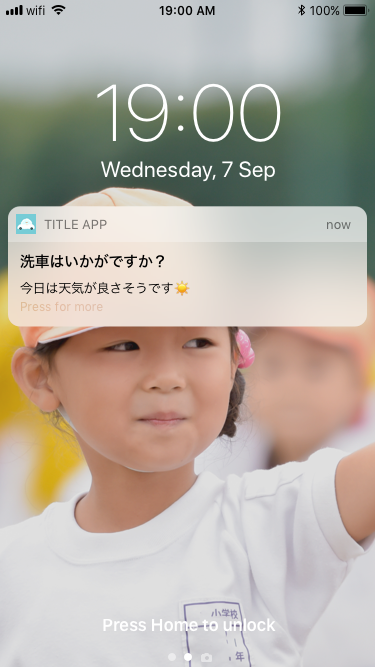 wifi 19:00 AM 100%
19:00
Wednesday, 7 Sep
TITLE APP now
洗車はいかがですか？
今日は天気が良さそうです☀️
Press for more
小学校
年
Press Home to unlock